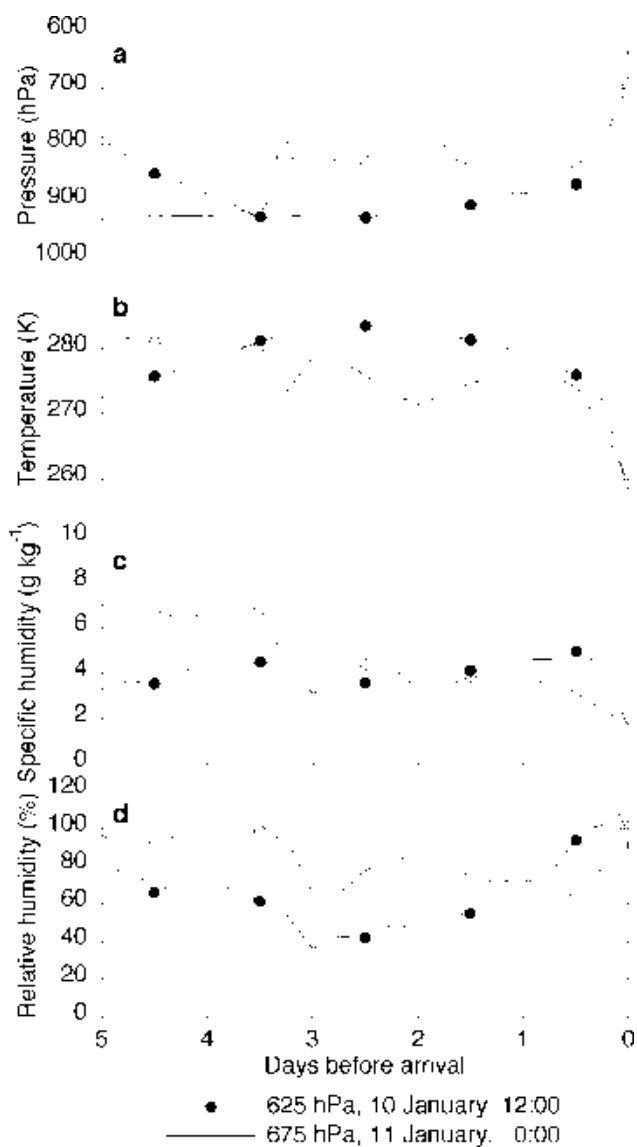 600
a
700
800
900
1000
Pressure (hPa)
b
280
270
260
Temperature (K)
10
c
8
6
4
2
0
Specific humidity (g kg⁻¹)
120
d
100
80
60
40
20
0
Relative humidity (%)
5 4 3 2 1 0
Days before arrival
625 hPa, 10 January 12:00
675 hPa, 11 January, 0:00